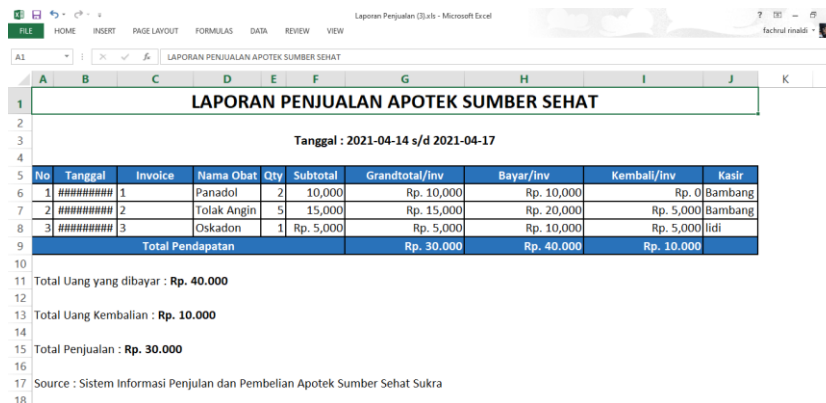 Laporan Penjualan (3).xls - Microsoft Excel
FILE HOME INSERT PAGE LAYOUT FORMULAS DATA REVIEW VIEW fachrul rinaldi
A1 fx LAPORAN PENJUALAN APOTEK SUMBER SEHAT
A B C D E F G H I J K
1 LAPORAN PENJUALAN APOTEK SUMBER SEHAT
2
3 Tanggal : 2021-04-14 s/d 2021-04-17
4
5 No Tanggal Invoice Nama Obat Qty Subtotal Grandtotal/inv Bayar/inv Kembali/inv Kasir
6 1 ######### 1 Panadol 2 10,000 Rp. 10,000 Rp. 10,000 Rp. 0 Bambang
7 2 ######### 2 Tolak Angin 5 15,000 Rp. 15,000 Rp. 20,000 Rp. 5,000 Bambang
8 3 ######### 3 Oskadon 1 Rp. 5,000 Rp. 5,000 Rp. 10,000 Rp. 5,000 lidi
9 Total Pendapatan Rp. 30.000 Rp. 40.000 Rp. 10.000
10
11 Total Uang yang dibayar : Rp. 40.000
12
13 Total Uang Kembalian : Rp. 10.000
14
15 Total Penjualan : Rp. 30.000
16
17 Source : Sistem Informasi Penjulan dan Pembelian Apotek Sumber Sehat Sukra
18